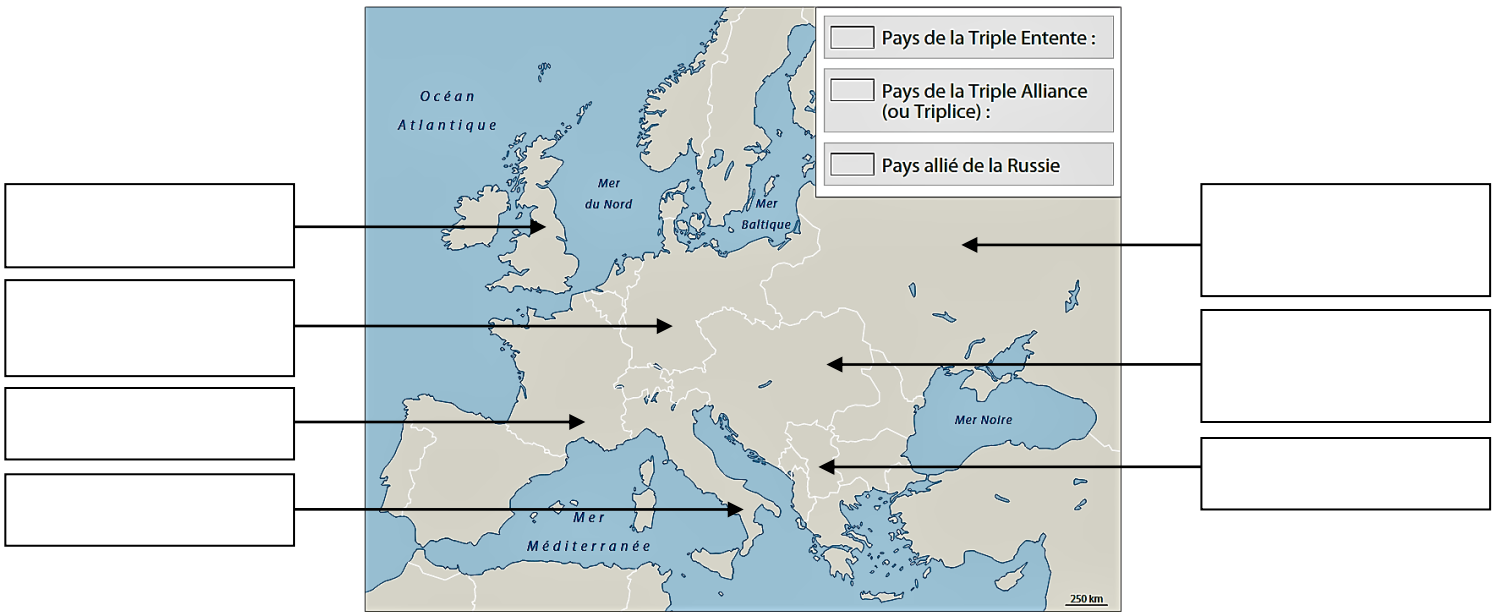 Pays de la Triple Entente :
Pays de la Triple Alliance
(ou Triplice) :
Pays allié de la Russie
Océan
Atlantique
Mer
du Nord
Mer
Baltique
Mer Noire
Mer
Méditerranée
250 km